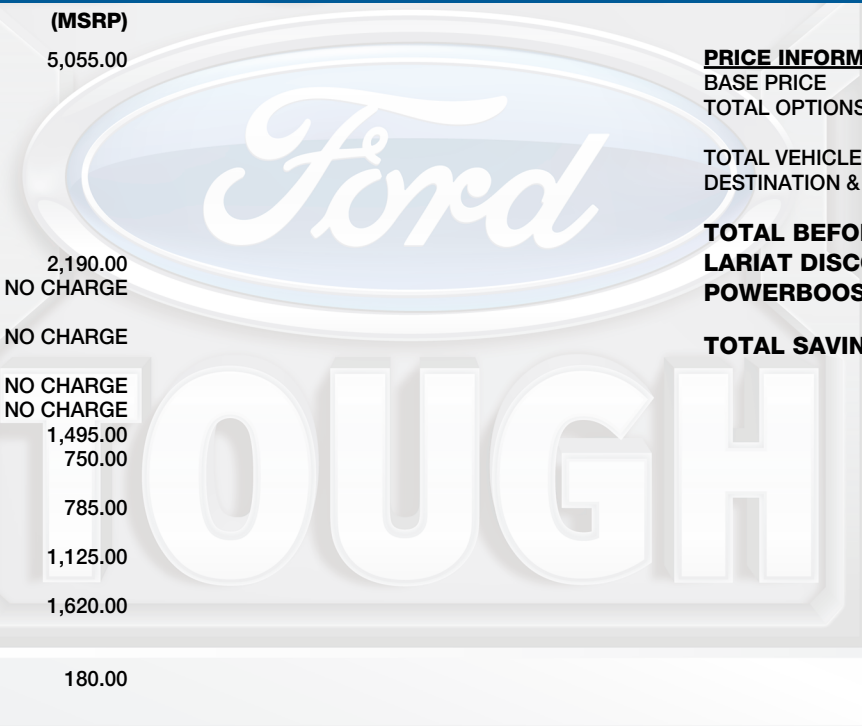 (MSRP)
5,055.00
2,190.00
NO CHARGE
NO CHARGE
NO CHARGE
NO CHARGE
1,495.00
750.00
785.00
1,125.00
1,620.00
180.00
Ford
TOUGH
PRICE INFORM
BASE PRICE
TOTAL OPTIONS
TOTAL VEHICLE
DESTINATION &
TOTAL BEFO
LARIAT DISC
POWERBOOS
TOTAL SAVIN